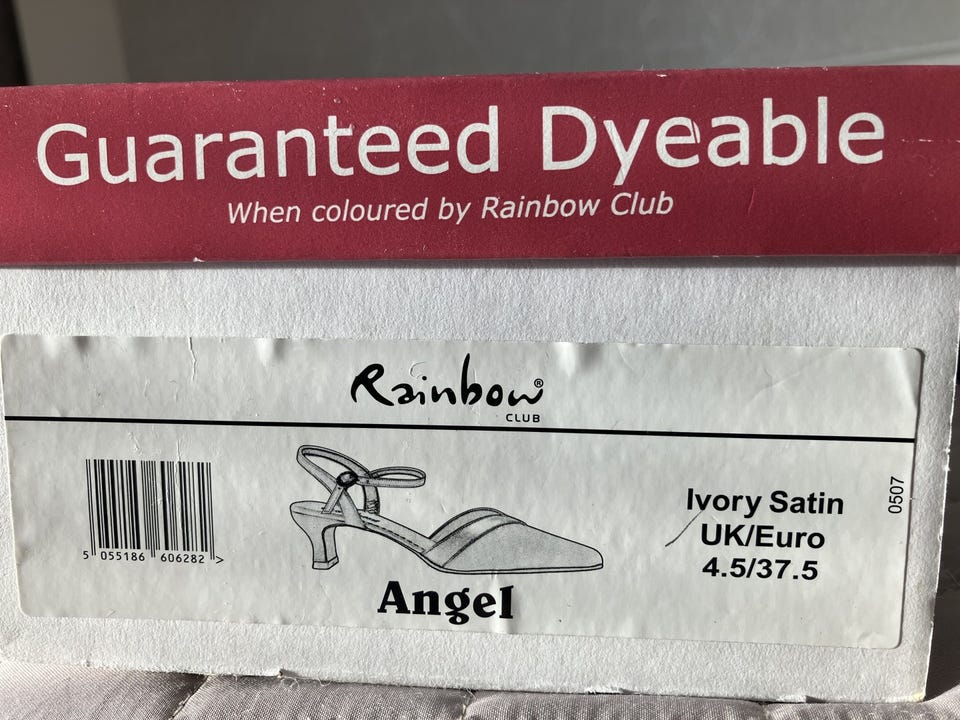 Guaranteed Dyeable
When coloured by Rainbow Club
Rainbow®
CLUB
5 055186 606282 >
Ivory Satin
UK/Euro
4.5/37.5
0507
Angel